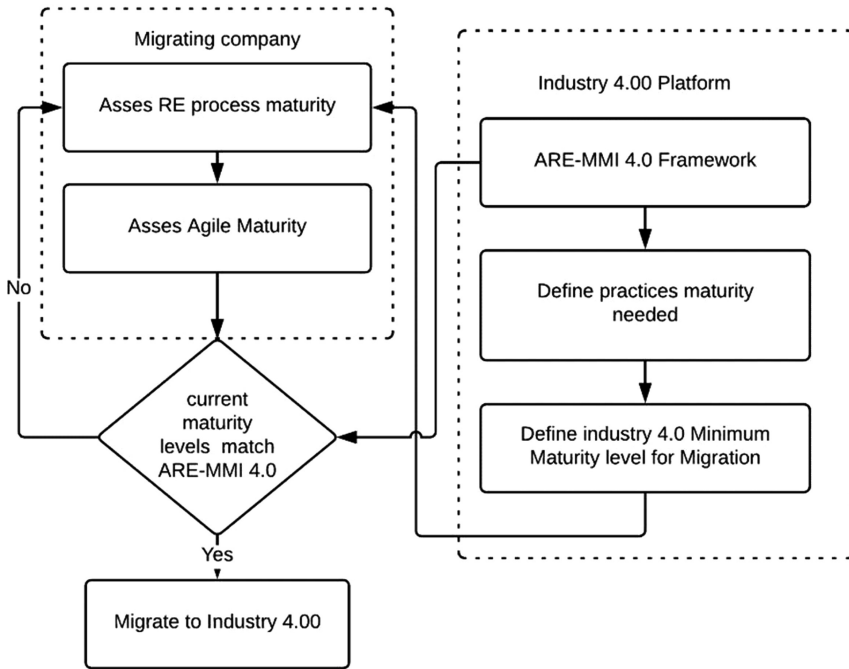 Migrating company
Asses RE process maturity
Asses Agile Maturity
No
current
maturity
levels match
ARE-MMI 4.0
Yes
Migrate to Industry 4.00
Industry 4.00 Platform
ARE-MMI 4.0 Framework
Define practices maturity
needed
Define industry 4.0 Minimum
Maturity level for Migration